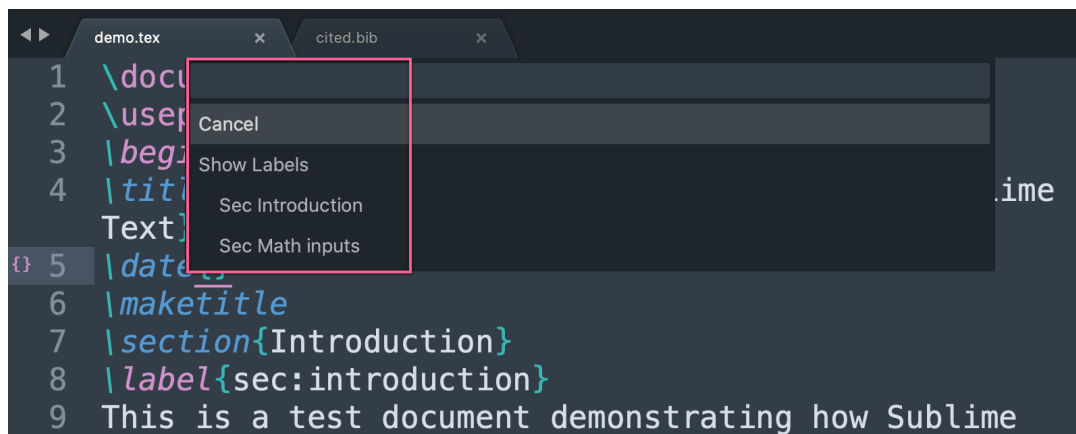 demo.tex × cited.bib ×
1 \docu
2 \usep
3 \begi
4 \titl ime
Text}
{} 5 \date{}
6 \maketitle
7 \section{Introduction}
8 \label{sec:introduction}
9 This is a test document demonstrating how Sublime
Cancel
Show Labels
Sec Introduction
Sec Math inputs